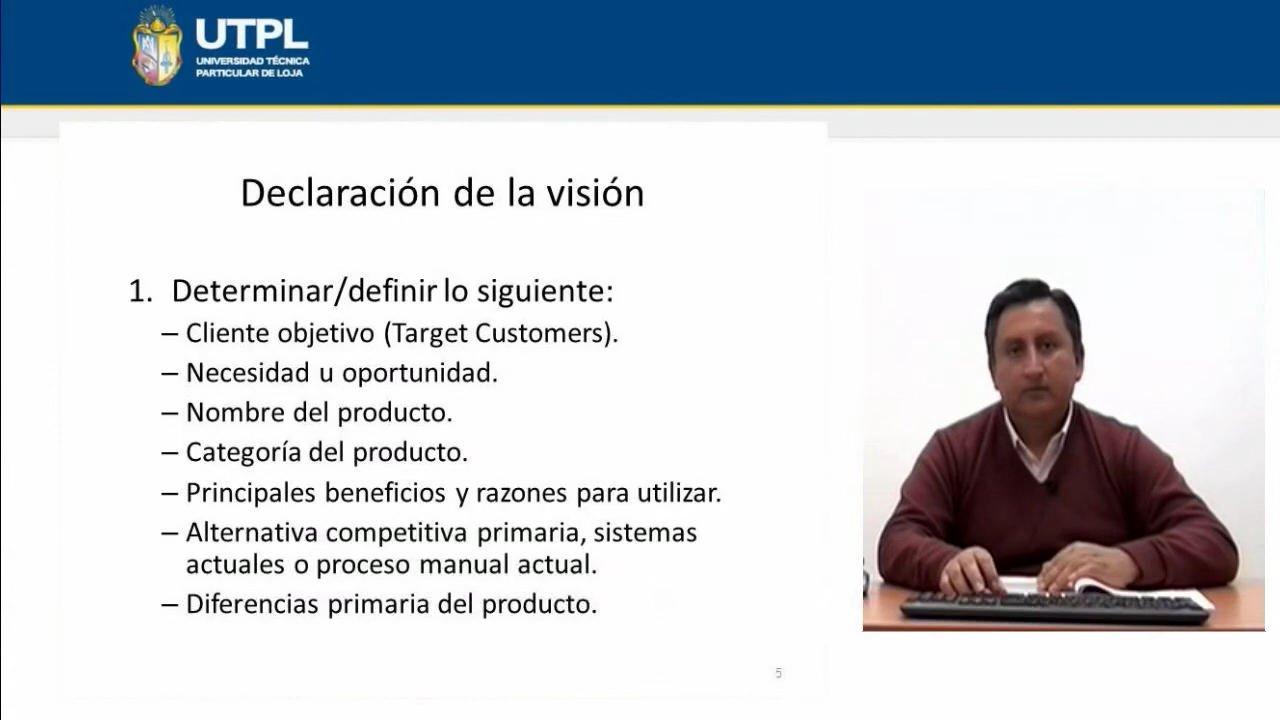 UTPL
UNIVERSIDAD TÉCNICA
PARTICULAR DE LOJA
Declaración de la visión
1. Determinar/definir lo siguiente:
– Cliente objetivo (Target Customers).
– Necesidad u oportunidad.
– Nombre del producto.
– Categoría del producto.
– Principales beneficios y razones para utilizar.
– Alternativa competitiva primaria, sistemas
actuales o proceso manual actual.
– Diferencias primaria del producto.
5